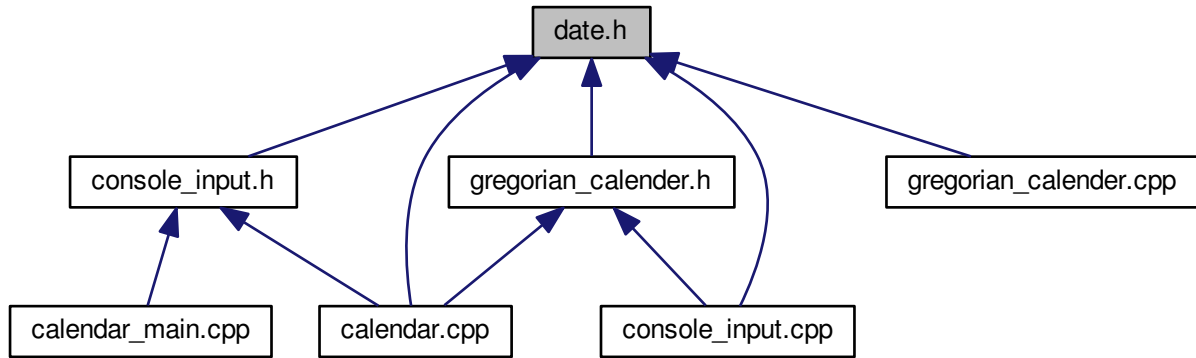 date.h
console_input.h
gregorian_calender.h
gregorian_calender.cpp
calendar_main.cpp
calendar.cpp
console_input.cpp